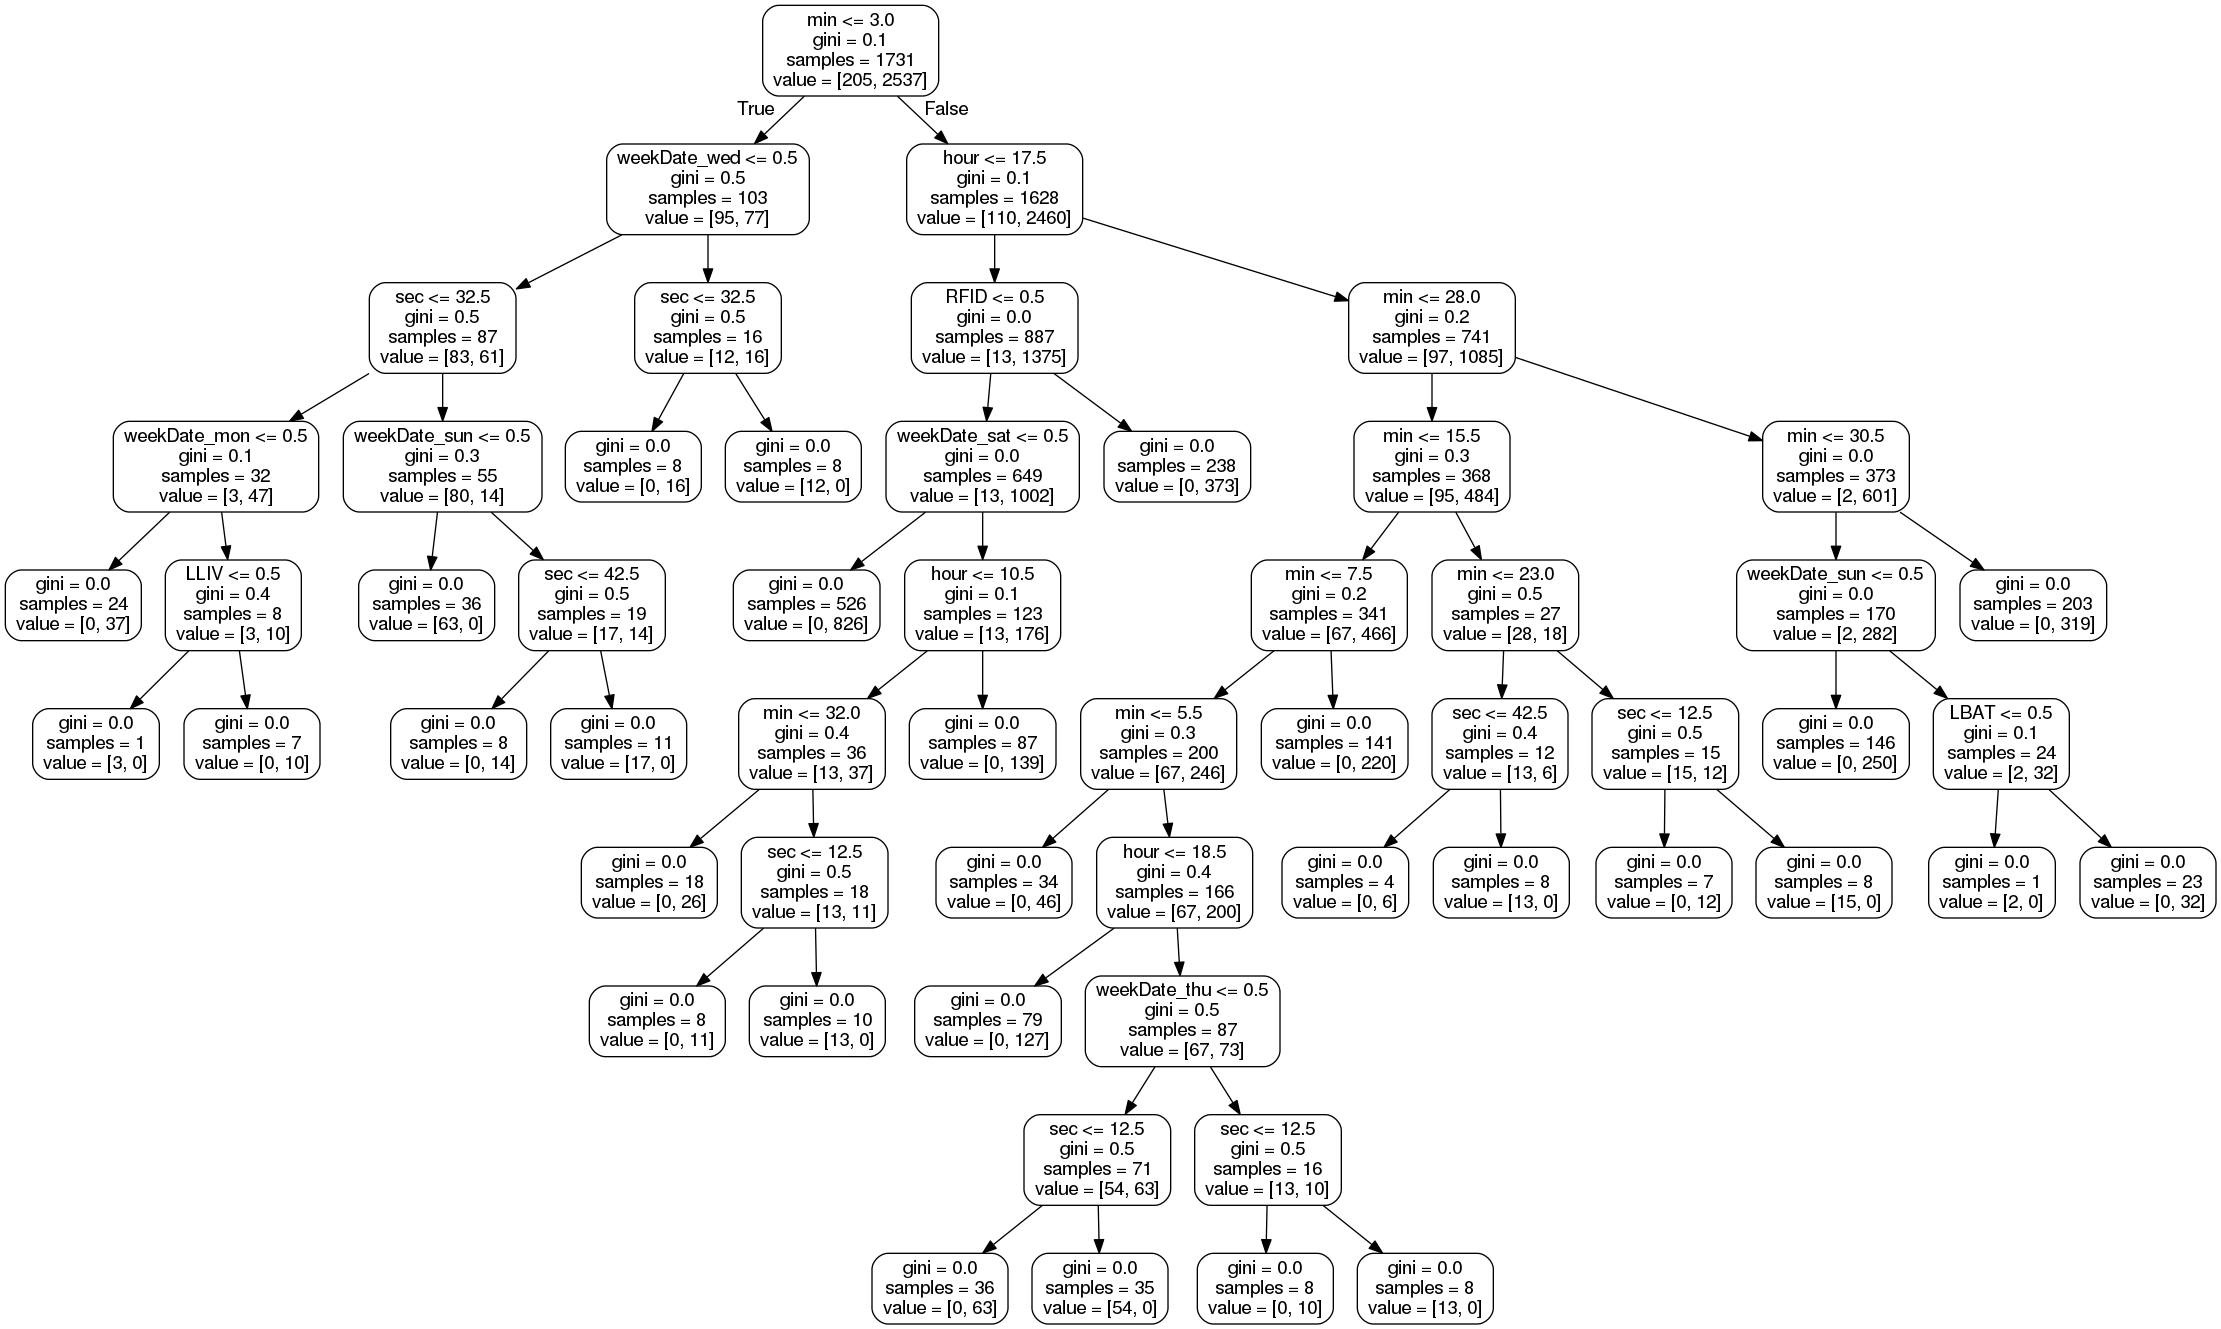 min <= 3.0
gini = 0.1
samples = 1731
value = [205, 2537]
True
False
weekDate_wed <= 0.5
gini = 0.5
samples = 103
value = [95, 77]
hour <= 17.5
gini = 0.1
samples = 1628
value = [110, 2460]
sec <= 32.5
gini = 0.5
samples = 87
value = [83, 61]
sec <= 32.5
gini = 0.5
samples = 16
value = [12, 16]
RFID <= 0.5
gini = 0.0
samples = 887
value = [13, 1375]
min <= 28.0
gini = 0.2
samples = 741
value = [97, 1085]
weekDate_mon <= 0.5
gini = 0.1
samples = 32
value = [3, 47]
weekDate_sun <= 0.5
gini = 0.3
samples = 55
value = [80, 14]
gini = 0.0
samples = 8
value = [0, 16]
gini = 0.0
samples = 8
value = [12, 0]
weekDate_sat <= 0.5
gini = 0.0
samples = 649
value = [13, 1002]
gini = 0.0
samples = 238
value = [0, 373]
min <= 15.5
gini = 0.3
samples = 368
value = [95, 484]
min <= 30.5
gini = 0.0
samples = 373
value = [2, 601]
gini = 0.0
samples = 24
value = [0, 37]
LLIV <= 0.5
gini = 0.4
samples = 8
value = [3, 10]
gini = 0.0
samples = 36
value = [63, 0]
sec <= 42.5
gini = 0.5
samples = 19
value = [17, 14]
gini = 0.0
samples = 526
value = [0, 826]
hour <= 10.5
gini = 0.1
samples = 123
value = [13, 176]
min <= 7.5
gini = 0.2
samples = 341
value = [67, 466]
min <= 23.0
gini = 0.5
samples = 27
value = [28, 18]
weekDate_sun <= 0.5
gini = 0.0
samples = 170
value = [2, 282]
gini = 0.0
samples = 203
value = [0, 319]
gini = 0.0
samples = 1
value = [3, 0]
gini = 0.0
samples = 7
value = [0, 10]
gini = 0.0
samples = 8
value = [0, 14]
gini = 0.0
samples = 11
value = [17, 0]
min <= 32.0
gini = 0.4
samples = 36
value = [13, 37]
gini = 0.0
samples = 87
value = [0, 139]
min <= 5.5
gini = 0.3
samples = 200
value = [67, 246]
gini = 0.0
samples = 141
value = [0, 220]
sec <= 42.5
gini = 0.4
samples = 12
value = [13, 6]
sec <= 12.5
gini = 0.5
samples = 15
value = [15, 12]
gini = 0.0
samples = 146
value = [0, 250]
LBAT <= 0.5
gini = 0.1
samples = 24
value = [2, 32]
gini = 0.0
samples = 18
value = [0, 26]
sec <= 12.5
gini = 0.5
samples = 18
value = [13, 11]
gini = 0.0
samples = 34
value = [0, 46]
hour <= 18.5
gini = 0.4
samples = 166
value = [67, 200]
gini = 0.0
samples = 4
value = [0, 6]
gini = 0.0
samples = 8
value = [13, 0]
gini = 0.0
samples = 7
value = [0, 12]
gini = 0.0
samples = 8
value = [15, 0]
gini = 0.0
samples = 1
value = [2, 0]
gini = 0.0
samples = 23
value = [0, 32]
gini = 0.0
samples = 8
value = [0, 11]
gini = 0.0
samples = 10
value = [13, 0]
gini = 0.0
samples = 79
value = [0, 127]
weekDate_thu <= 0.5
gini = 0.5
samples = 87
value = [67, 73]
sec <= 12.5
gini = 0.5
samples = 71
value = [54, 63]
sec <= 12.5
gini = 0.5
samples = 16
value = [13, 10]
gini = 0.0
samples = 36
value = [0, 63]
gini = 0.0
samples = 35
value = [54, 0]
gini = 0.0
samples = 8
value = [0, 10]
gini = 0.0
samples = 8
value = [13, 0]